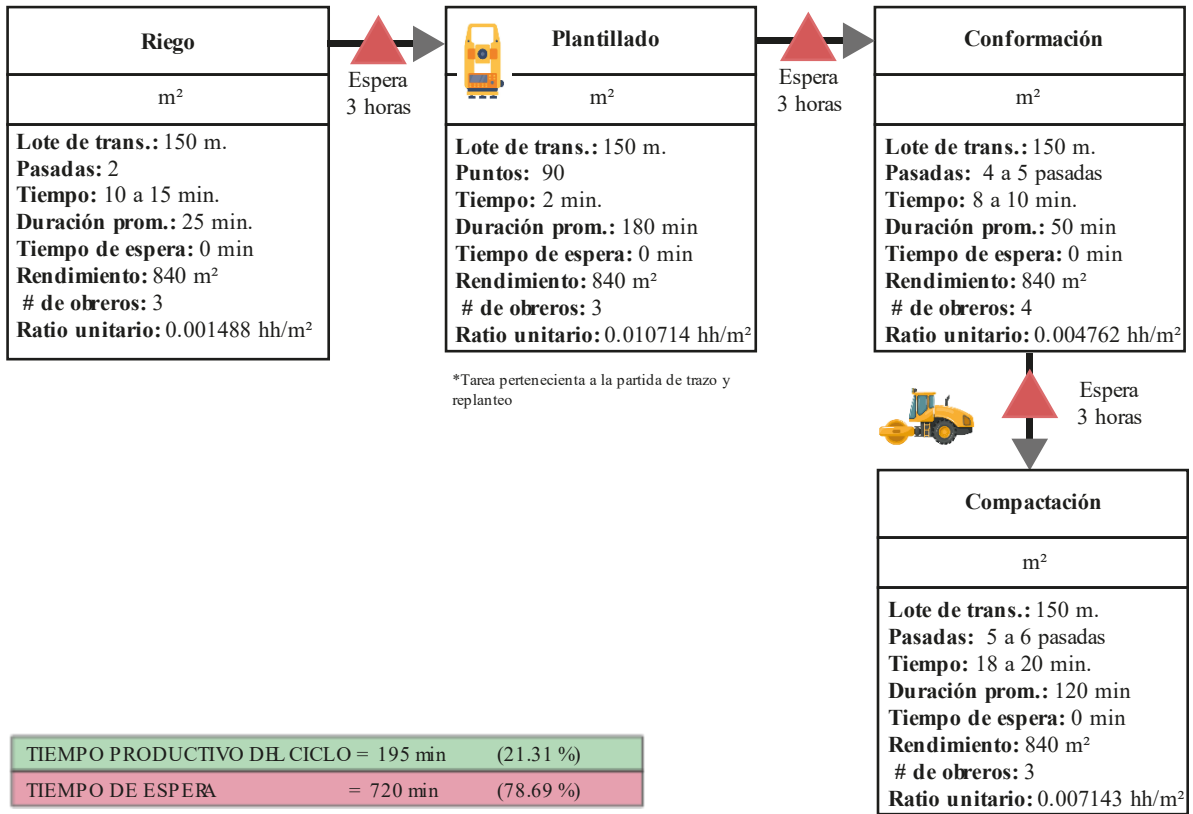 Riego
m²
Lote de trans.: 150 m.
Pasadas: 2
Tiempo: 10 a 15 min.
Duración prom.: 25 min.
Tiempo de espera: 0 min
Rendimiento: 840 m²
# de obreros: 3
Ratio unitario: 0.001488 hh/m²
Espera
3 horas
Plantillado
m²
Lote de trans.: 150 m.
Puntos: 90
Tiempo: 2 min.
Duración prom.: 180 min
Tiempo de espera: 0 min
Rendimiento: 840 m²
# de obreros: 3
Ratio unitario: 0.010714 hh/m²
*Tarea pertenecienta a la partida de trazo y
replanteo
Espera
3 horas
Conformación
m²
Lote de trans.: 150 m.
Pasadas: 4 a 5 pasadas
Tiempo: 8 a 10 min.
Duración prom.: 50 min
Tiempo de espera: 0 min
Rendimiento: 840 m²
# de obreros: 4
Ratio unitario: 0.004762 hh/m²
Espera
3 horas
Compactación
m²
Lote de trans.: 150 m.
Pasadas: 5 a 6 pasadas
Tiempo: 18 a 20 min.
Duración prom.: 120 min
Tiempo de espera: 0 min
Rendimiento: 840 m²
# de obreros: 3
Ratio unitario: 0.007143 hh/m²
TIEMPO PRODUCTIVO DEL CICLO = 195 min (21.31 %)
TIEMPO DE ESPERA = 720 min (78.69 %)